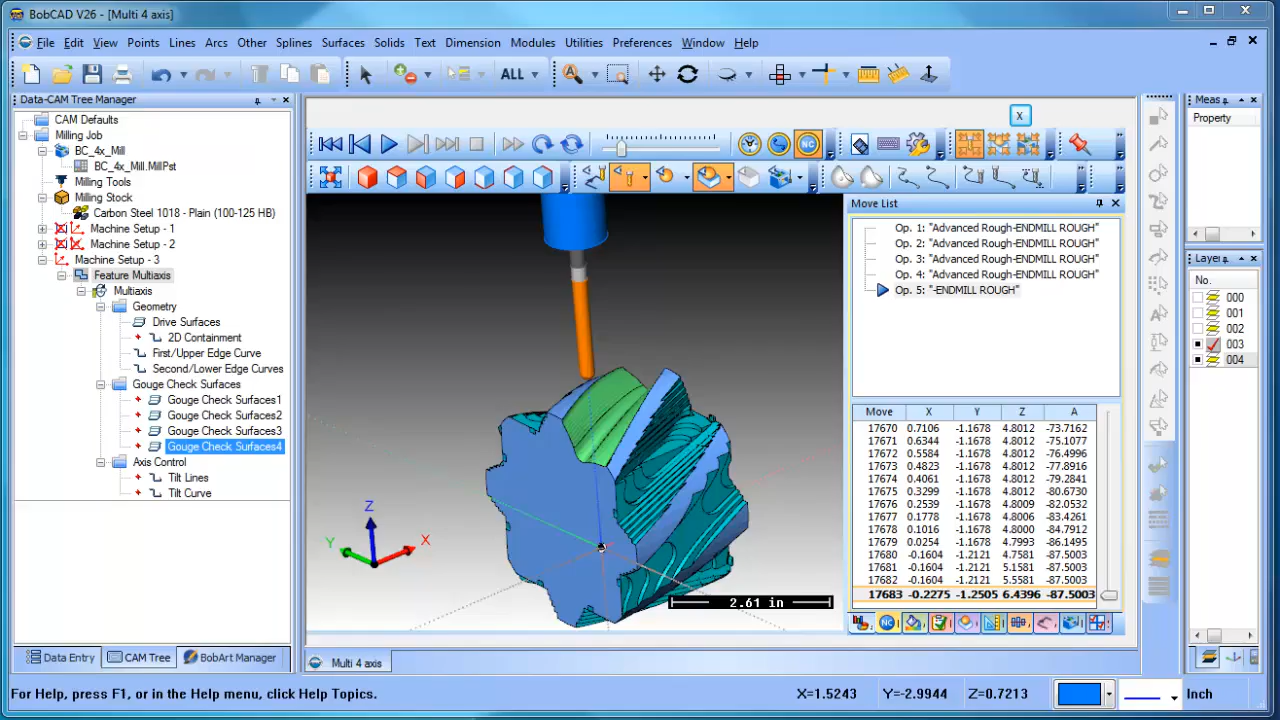 BobCAD V26 - [Multi 4 axis]
File Edit View Points Lines Arcs Other Splines Surfaces Solids Text Dimension Modules Utilities Preferences Window Help
ALL
Data-CAM Tree Manager
CAM Defaults
Milling Job
BC_4x_Mill
BC_4x_Mill.MillPst
Milling Tools
Milling Stock
Carbon Steel 1018 - Plain (100-125 HB)
Machine Setup - 1
Machine Setup - 2
Machine Setup - 3
Feature Multiaxis
Multiaxis
Geometry
Drive Surfaces
2D Containment
First/Upper Edge Curve
Second/Lower Edge Curves
Gouge Check Surfaces
Gouge Check Surfaces1
Gouge Check Surfaces2
Gouge Check Surfaces3
Gouge Check Surfaces4
Axis Control
Tilt Lines
Tilt Curve
Data Entry CAM Tree BobArt Manager
X
NC
Z
Y
X
2.61 in
Multi 4 axis
Move List
Op. 1: "Advanced Rough-ENDMILL ROUGH"
Op. 2: "Advanced Rough-ENDMILL ROUGH"
Op. 3: "Advanced Rough-ENDMILL ROUGH"
Op. 4: "Advanced Rough-ENDMILL ROUGH"
Op. 5: "-ENDMILL ROUGH"
Move X Y Z A
17670 0.7106 -1.1678 4.8012 -73.7162
17671 0.6344 -1.1678 4.8012 -75.1077
17672 0.5584 -1.1678 4.8012 -76.4996
17673 0.4823 -1.1678 4.8012 -77.8916
17674 0.4061 -1.1678 4.8012 -79.2841
17675 0.3299 -1.1678 4.8012 -80.6730
17676 0.2539 -1.1678 4.8009 -82.0532
17677 0.1778 -1.1678 4.8006 -83.4261
17678 0.1016 -1.1678 4.8000 -84.7912
17679 0.0254 -1.1678 4.7993 -86.1495
17680 -0.1604 -1.2121 4.7581 -87.5003
17681 -0.1604 -1.2121 5.1581 -87.5003
17682 -0.1604 -1.2121 5.5581 -87.5003
17683 -0.2275 -1.2505 6.4396 -87.5003
NC
Meas
Property
Layer
No.
000
001
002
003
004
For Help, press F1, or in the Help menu, click Help Topics.
X=1.5243 Y=-2.9944 Z=0.7213 Inch